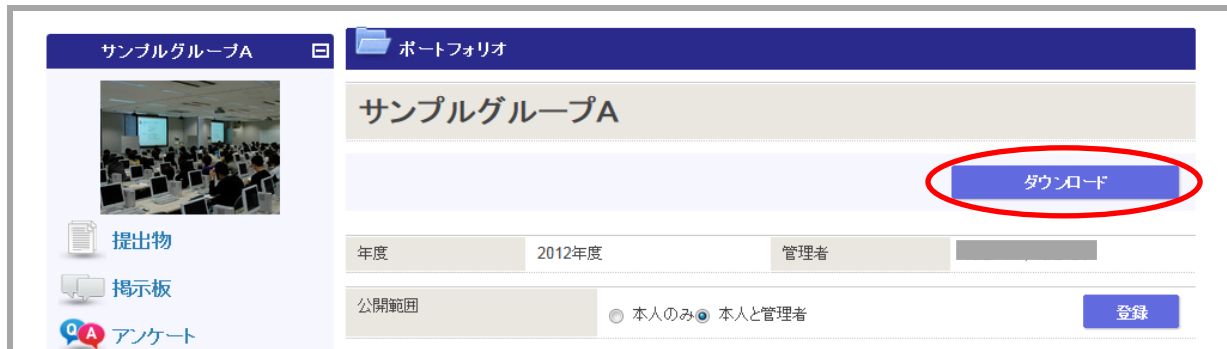 サンプルグループA
ポートフォリオ
サンプルグループA
ダウンロード
提出物
年度 2012年度 管理者
掲示板
公開範囲 本人のみ 本人と管理者 登録
Q A アンケート